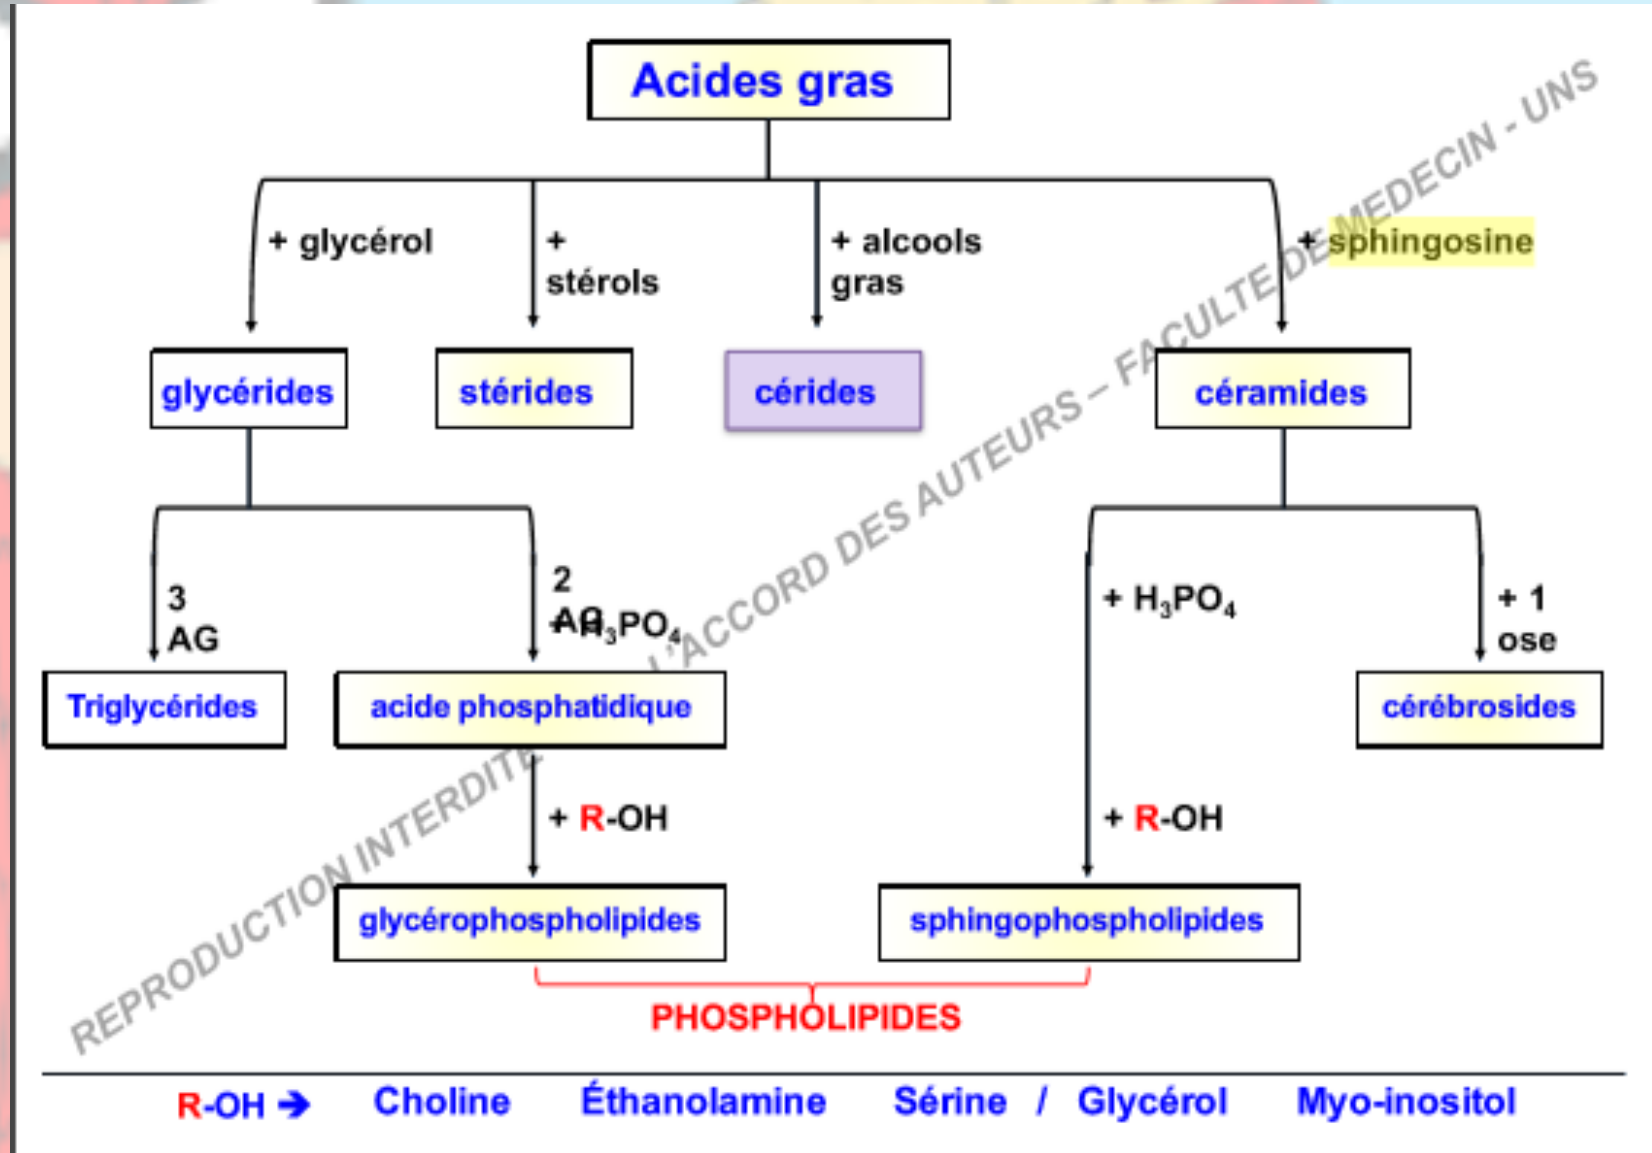 Acides gras
+ glycérol
+
stérols
+ alcools
gras
+ sphingosine
glycérides
stérides
cérides
céramides
3
AG
2
AG
+ H₃PO₄
+ H₃PO₄
+ 1
ose
Triglycérides
acide phosphatidique
cérébrosides
+ R-OH
+ R-OH
glycérophospholipides
sphingophospholipides
PHOSPHOLIPIDES
R-OH ➔ Choline Éthanolamine Sérine / Glycérol Myo-inositol
REPRODUCTION INTERDITE L'ACCORD DES AUTEURS – FACULTE DE MEDECIN - UNS